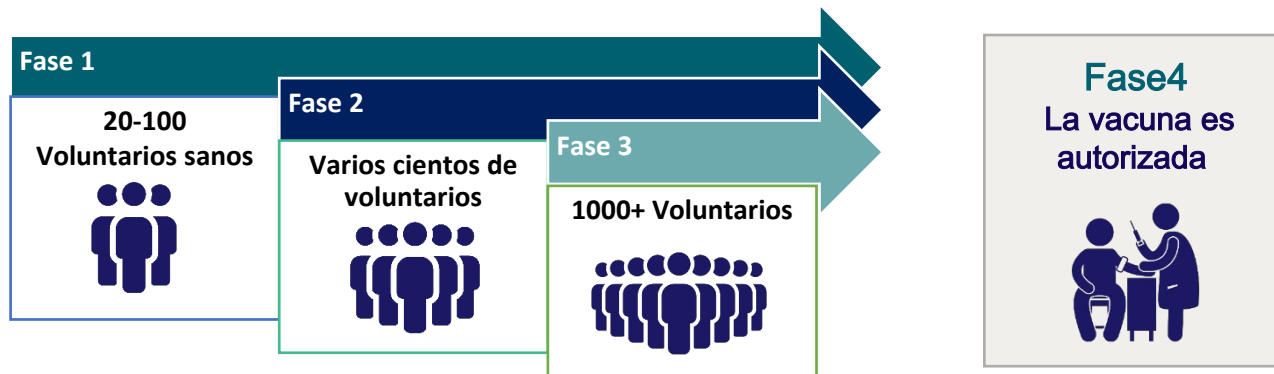 Fase 1
20-100
Voluntarios sanos
Fase 2
Varios cientos de
voluntarios
Fase 3
1000+ Voluntarios
Fase4
La vacuna es
autorizada